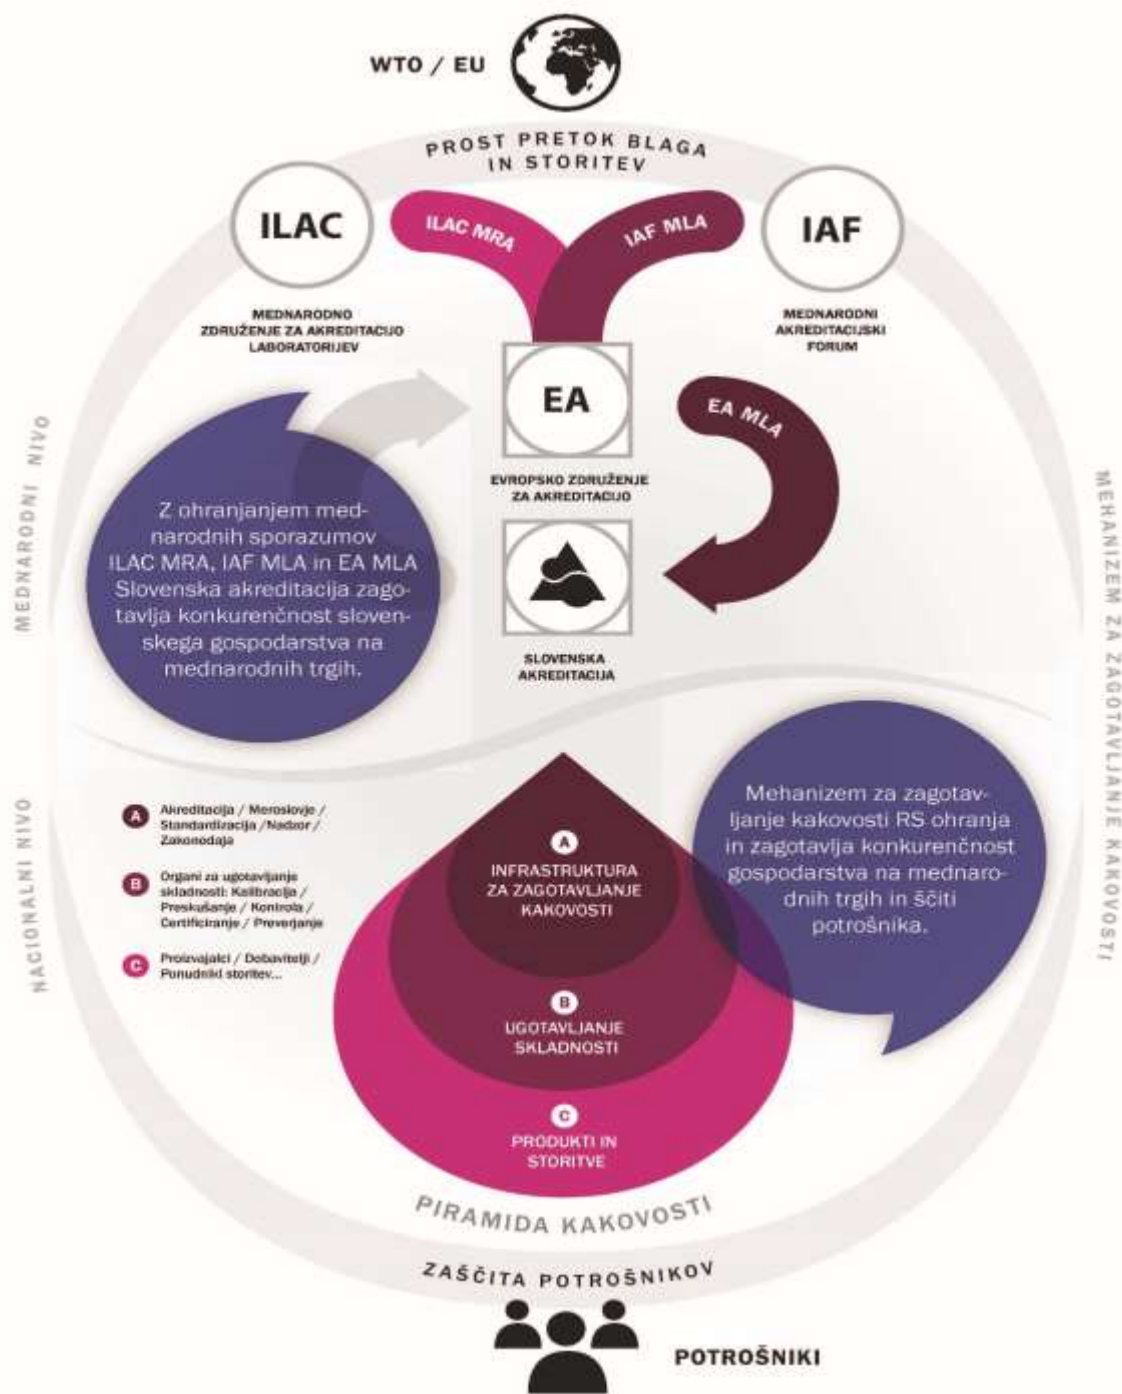 WTO / EU
PROST PRETOK BLAGA
IN STORITEV
ILAC
ILAC MRA
IAF MLA
IAF
MEDNARODNO
ZDRUŽENJE ZA AKREDITACIJO
LABORATORIJEV
MEDNARODNI
AKREDITACIJSKI
FORUM
EA
EA MLA
EVROPSKO ZDRUŽENJE
ZA AKREDITACIJO
MEDNARODNI NIVO
Z ohranjanjem med-
narodnih sporazumov
ILAC MRA, IAF MLA in EA MLA
Slovenska akreditacija zago-
tavlja konkurenčnost sloven-
skega gospodarstva na
mednarodnih trgih.
SLOVENSKA
AKREDITACIJA
MEHANIZEM ZA ZAGOTAVLJANJE KAKOVOSTI
NACIONALNI NIVO
A Akreditacija / Meroslovje /
Standardizacija /Nadzor /
Zakonodaja
B Organi za ugotavljanje
skladnosti: Kalibracija /
Preskušanje / Kontrola /
Certificiranje / Preverjanje
C Proizvajalci / Dobavitelji /
Ponudniki storitev...
A
INFRASTRUKTURA
ZA ZAGOTAVLJANJE
KAKOVOSTI
B
UGOTAVLJANJE
SKLADNOSTI
C
PRODUKTI IN
STORITVE
Mehanizem za zagotav-
ljanje kakovosti RS ohranja
in zagotavlja konkurenčnost
gospodarstva na mednaro-
dnih trgih in ščiti
potrošnika.
PIRAMIDA KAKOVOSTI
ZAŠČITA POTROŠNIKOV
POTROŠNIKI